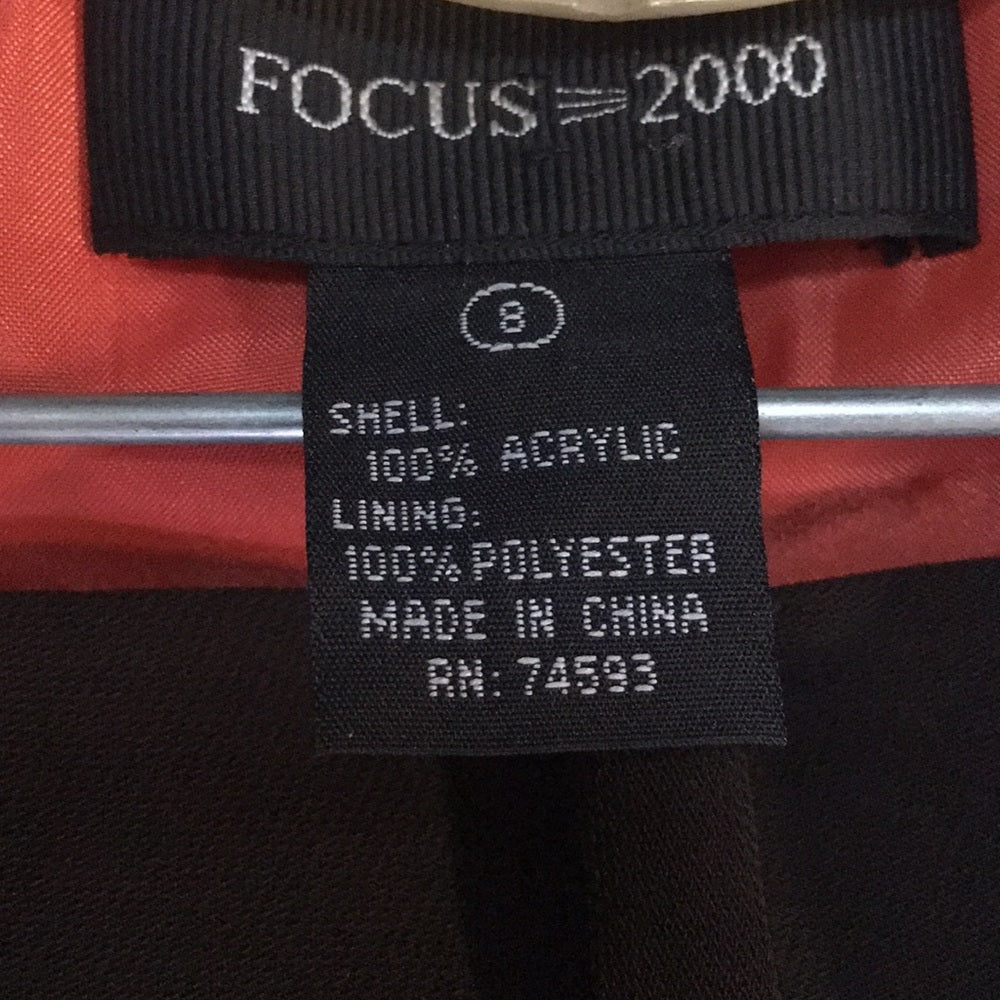 FOCUS 2000
8
SHELL:
100% ACRYLIC
LINING:
100% POLYESTER
MADE IN CHINA
RN: 74593